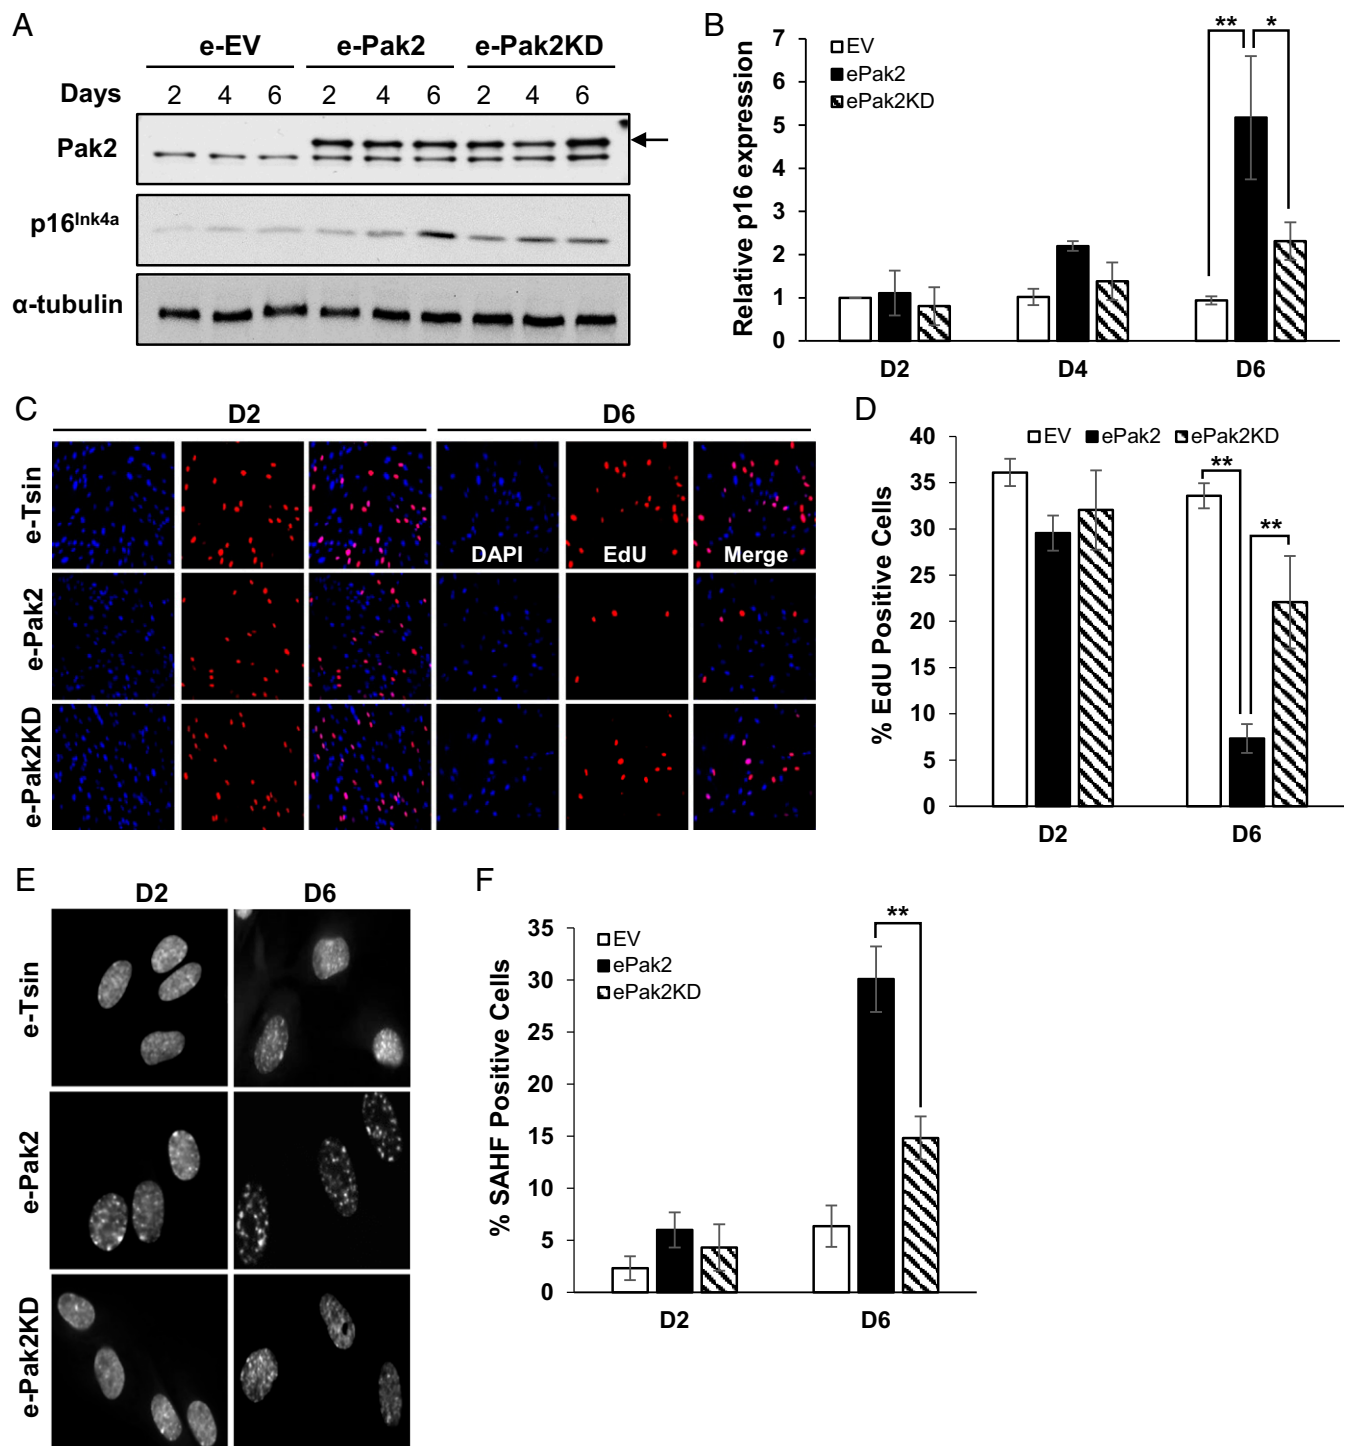 A
e-EV e-Pak2 e-Pak2KD
Days 2 4 6 2 4 6 2 4 6
Pak2
p16Ink4a
α-tubulin
B
Relative p16 expression
7
6
5
4
3
2
1
0
EV
ePak2
ePak2KD
** *
D2 D4 D6
C
D2 D6
e-Tsin
e-Pak2
e-Pak2KD
DAPI EdU Merge
D
% EdU Positive Cells
40
35
30
25
20
15
10
5
0
EV ePak2 ePak2KD
**
**
D2 D6
E
D2 D6
e-Tsin
e-Pak2
e-Pak2KD
F
% SAHF Positive Cells
35
30
25
20
15
10
5
0
EV
ePak2
ePak2KD
**
D2 D6